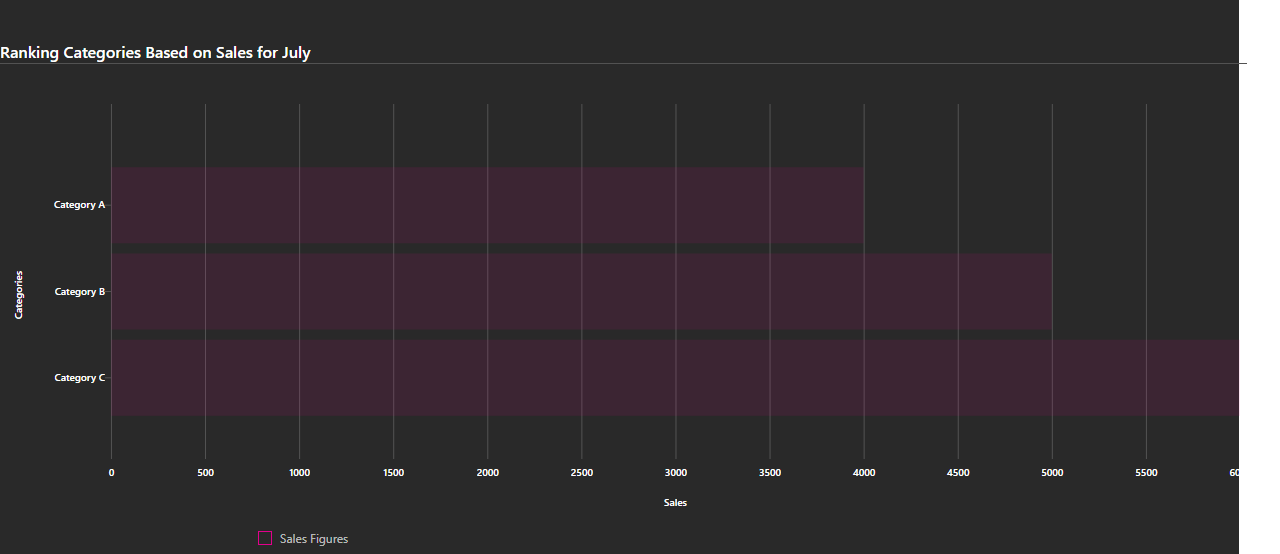 Ranking Categories Based on Sales for July
Category A
Category B
Category C
Categories
0 500 1000 1500 2000 2500 3000 3500 4000 4500 5000 5500 60
Sales
Sales Figures